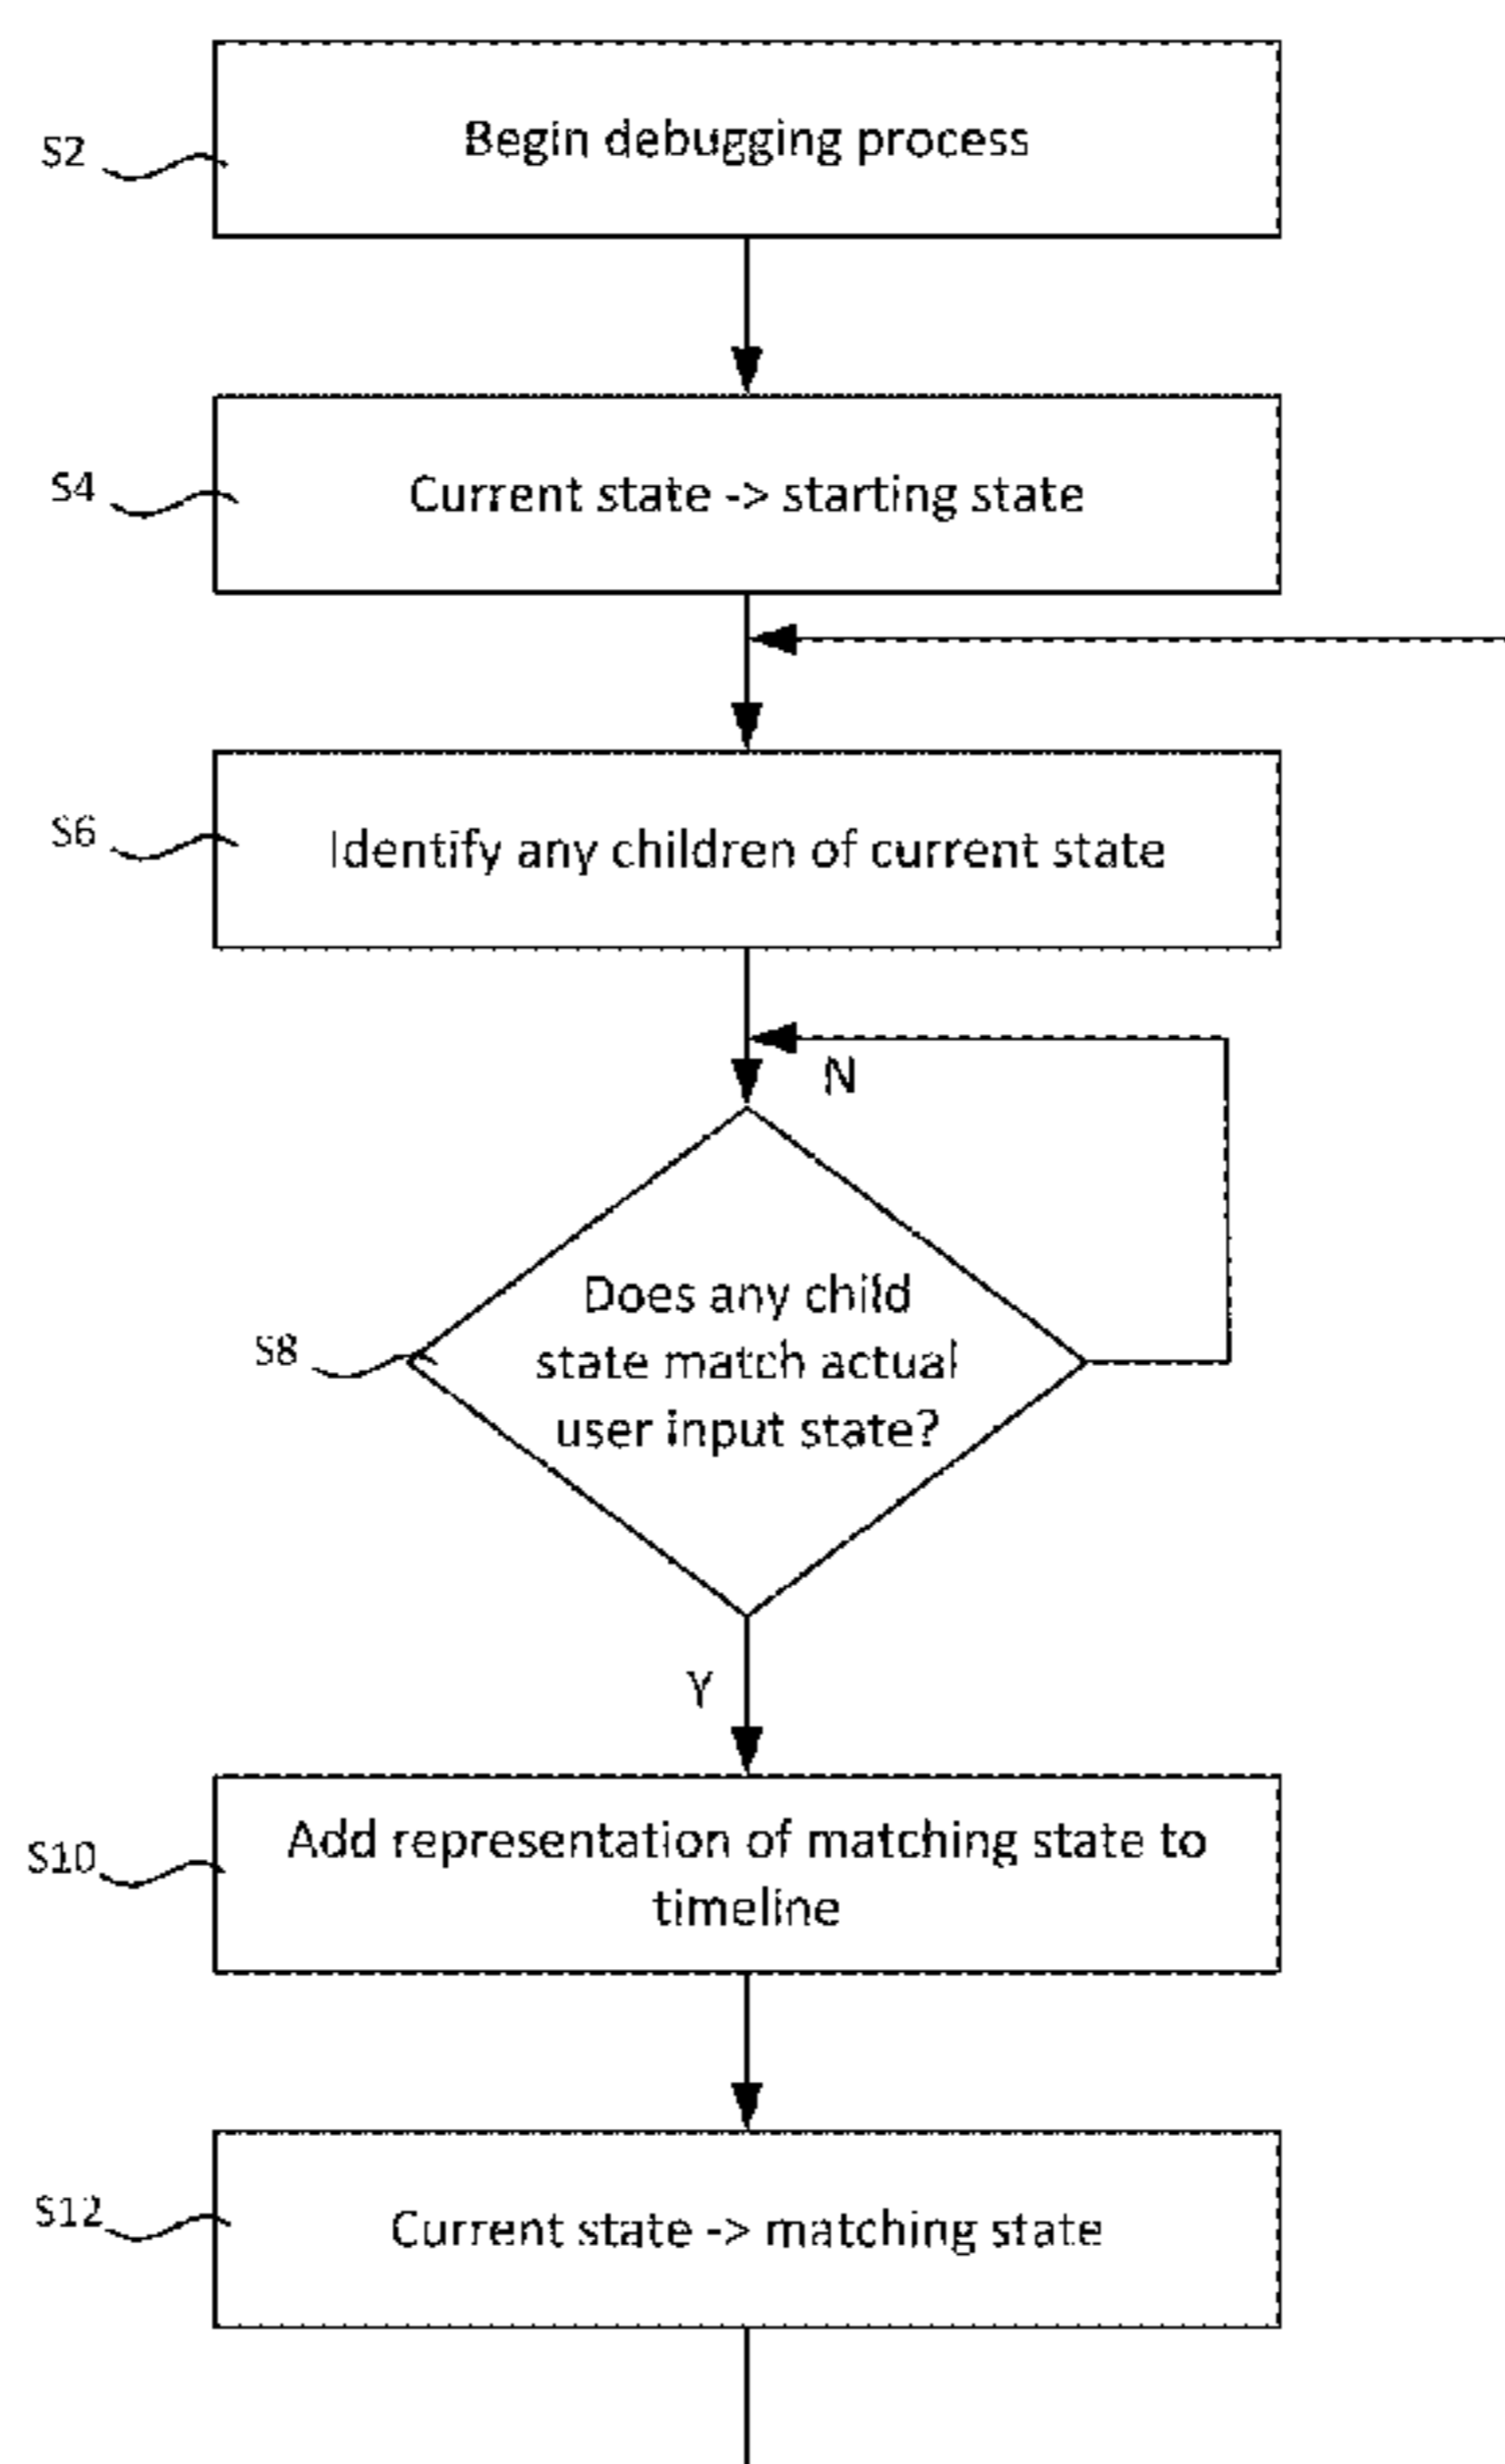 S2
Begin debugging process
S4
Current state -> starting state
S6
Identify any children of current state
N
S8
Does any child
state match actual
user input state?
Y
S10
Add representation of matching state to
timeline
S12
Current state -> matching state